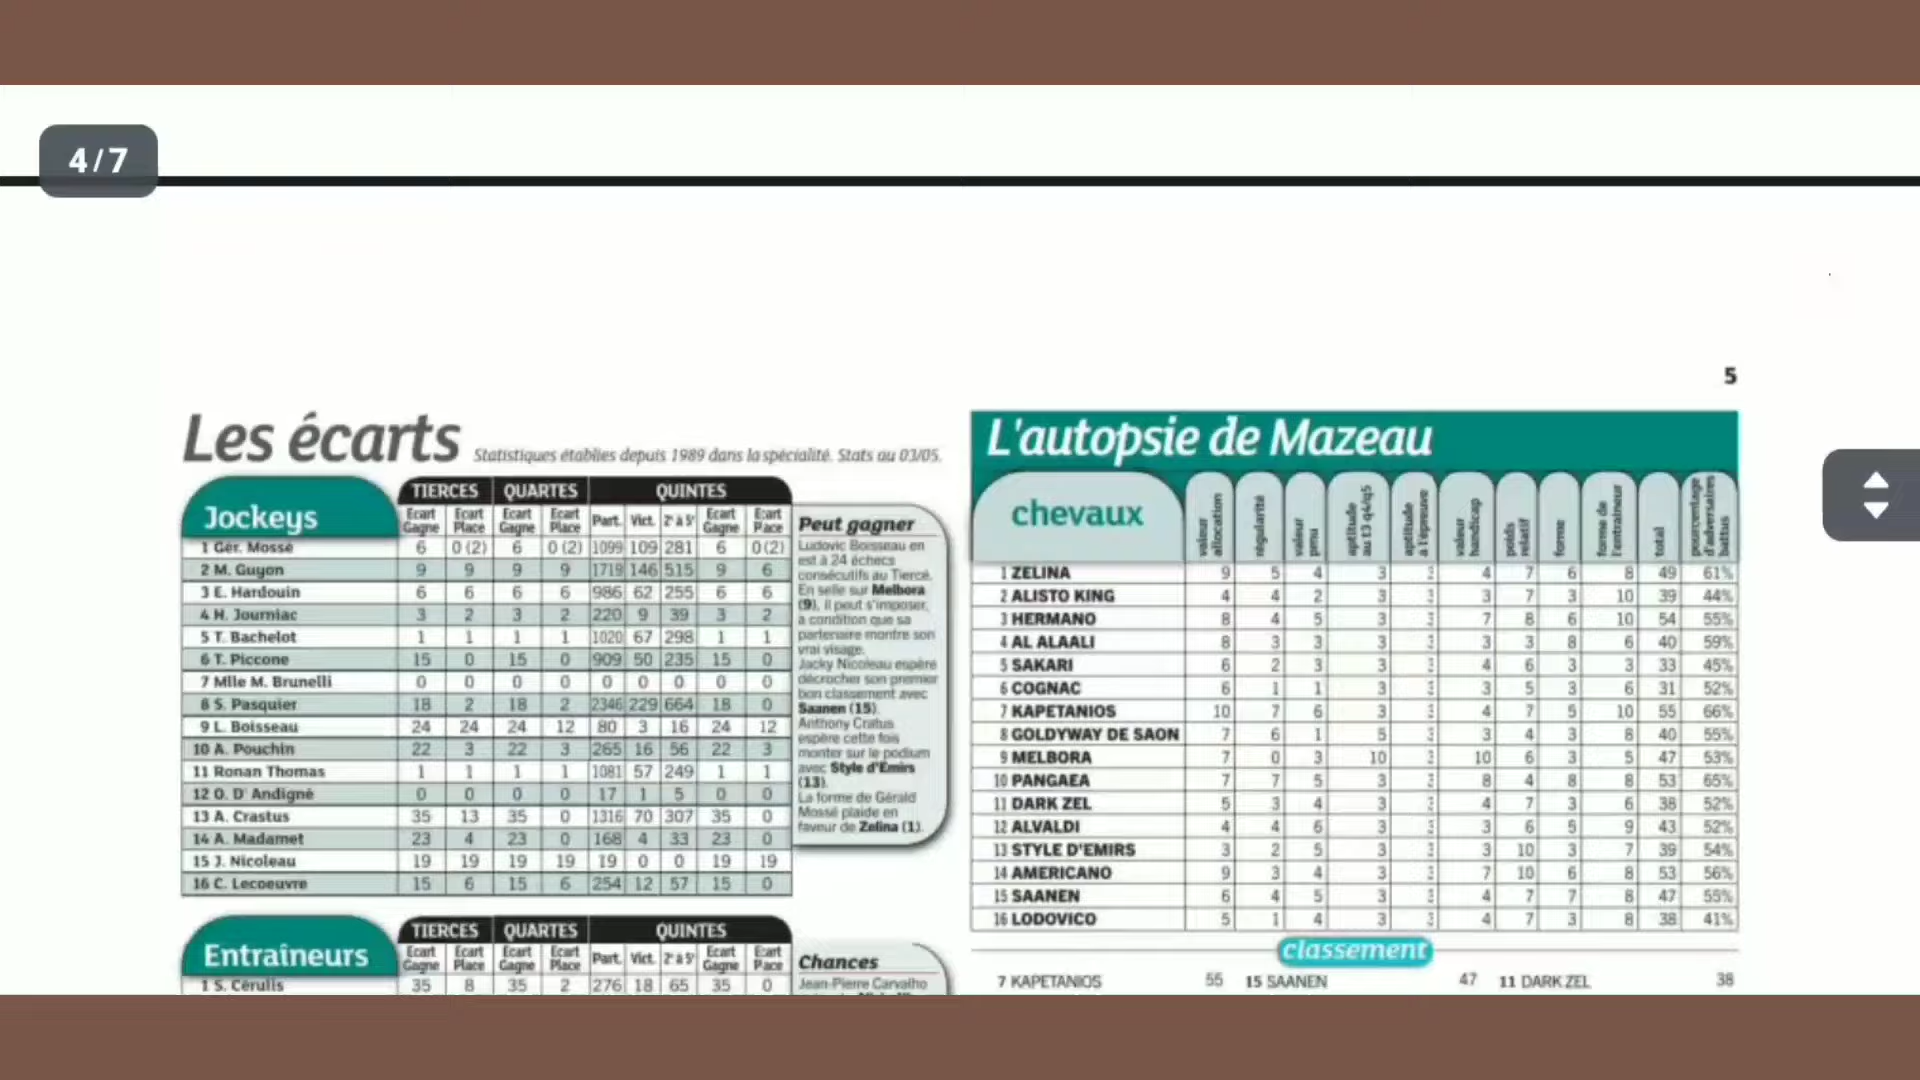 4/7
5
Les écarts Statistiques établies depuis 1989 dans la spécialité. Stats au 03/05.
Jockeys
TIERCES QUARTES QUINTES
Ecart Gagne Ecart Place Ecart Gagne Ecart Place Part. Vict. 2' à 5' Ecart Gagne Ecart Place
1 Gér. Mossé 6 0 (2) 6 0 (2) 1099 109 281 6 0 (2)
2 M. Guyon 9 9 9 9 1719 146 515 9 6
3 E. Hardouin 6 6 6 6 986 62 255 6 6
4 H. Journiac 3 2 3 2 220 9 39 3 2
5 T. Bachelot 1 1 1 1 1020 67 298 1 1
6 T. Piccone 15 0 15 0 909 50 235 15 0
7 Mlle M. Brunelli 0 0 0 0 0 0 0 0 0
8 S. Pasquier 18 2 18 2 2346 229 664 18 0
9 L. Boisseau 24 24 24 12 80 3 16 24 12
10 A. Pouchin 22 3 22 3 265 16 56 22 3
11 Ronan Thomas 1 1 1 1 1081 57 249 1 1
12 O. D' Andigné 0 0 0 0 17 1 5 0 0
13 A. Crastus 35 13 35 0 1316 70 307 35 0
14 A. Madamet 23 4 23 0 168 4 33 23 0
15 J. Nicoleau 19 19 19 19 19 0 0 19 19
16 C. Lecoeuvre 15 6 15 6 254 12 57 15 0
Peut gagner
Ludovic Boisseau en
est à 24 échecs
consécutifs au Tiercé.
En selle sur Melbora
(9), il peut s'imposer,
à condition que sa
partenaire montre son
vrai visage.
Jacky Nicoleau espère
décrocher son premier
bon classement avec
Saanen (15).
Anthony Cratus
espère cette fois
monter sur le podium
avec Style d'Emirs
(13).
La forme de Gérald
Mossé plaide en
faveur de Zelina (1).
Entraîneurs
TIERCES QUARTES QUINTES
Ecart Gagne Ecart Place Ecart Gagne Ecart Place Part. Vict. 2' à 5' Ecart Gagne Ecart Place
1 S. Cérulis 35 8 35 2 276 18 65 35 0
Chances
Jean-Pierre Carvalho
L'autopsie de Mazeau
chevaux
valeur allocation
régularité
valeur pmu
aptitude au t3 q4/q5
aptitude à l'épreuve
valeur handicap
poids relatif
forme
forme de l'entraîneur
total
pourcentage d'adversaires battus
1 ZELINA 9 5 4 3 4 7 6 8 49 61%
2 ALISTO KING 4 4 2 3 3 7 3 10 39 44%
3 HERMANO 8 4 5 3 7 8 6 10 54 55%
4 AL ALAALI 8 3 3 3 3 3 8 6 40 59%
5 SAKARI 6 2 3 3 4 6 3 3 33 45%
6 COGNAC 6 1 1 3 3 5 3 6 31 52%
7 KAPETANIOS 10 7 6 3 4 7 5 10 55 66%
8 GOLDYWAY DE SAON 7 6 1 5 3 4 3 8 40 55%
9 MELBORA 7 0 3 10 10 6 3 5 47 53%
10 PANGAEA 7 7 5 3 8 4 8 8 53 65%
11 DARK ZEL 5 3 4 3 4 7 3 6 38 52%
12 ALVALDI 4 4 6 3 3 6 5 9 43 52%
13 STYLE D'EMIRS 3 2 5 3 3 10 3 7 39 54%
14 AMERICANO 9 3 4 3 7 10 6 8 53 56%
15 SAANEN 6 4 5 3 4 7 7 8 47 55%
16 LODOVICO 5 1 4 3 4 7 3 8 38 41%
classement
7 KAPETANIOS 55 15 SAANEN 47 11 DARK ZEL 38